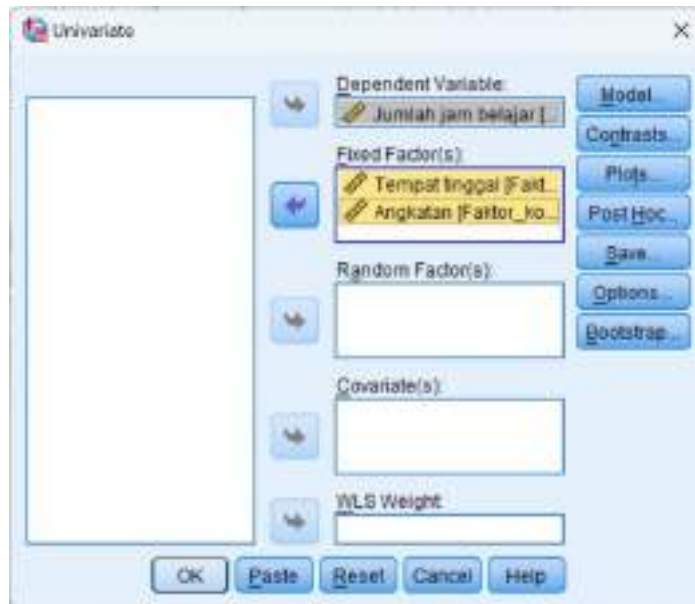 Univariate
Dependent Variable:
Jumlah jam belajar [...
Fixed Factor(s):
Tempat tinggal [Fakt...
Angkatan [Faktor_ko...
Random Factor(s):
Covariate(s):
WLS Weight:
Model...
Contrasts...
Plots...
Post Hoc...
Save...
Options...
Bootstrap...
OK
Paste
Reset
Cancel
Help